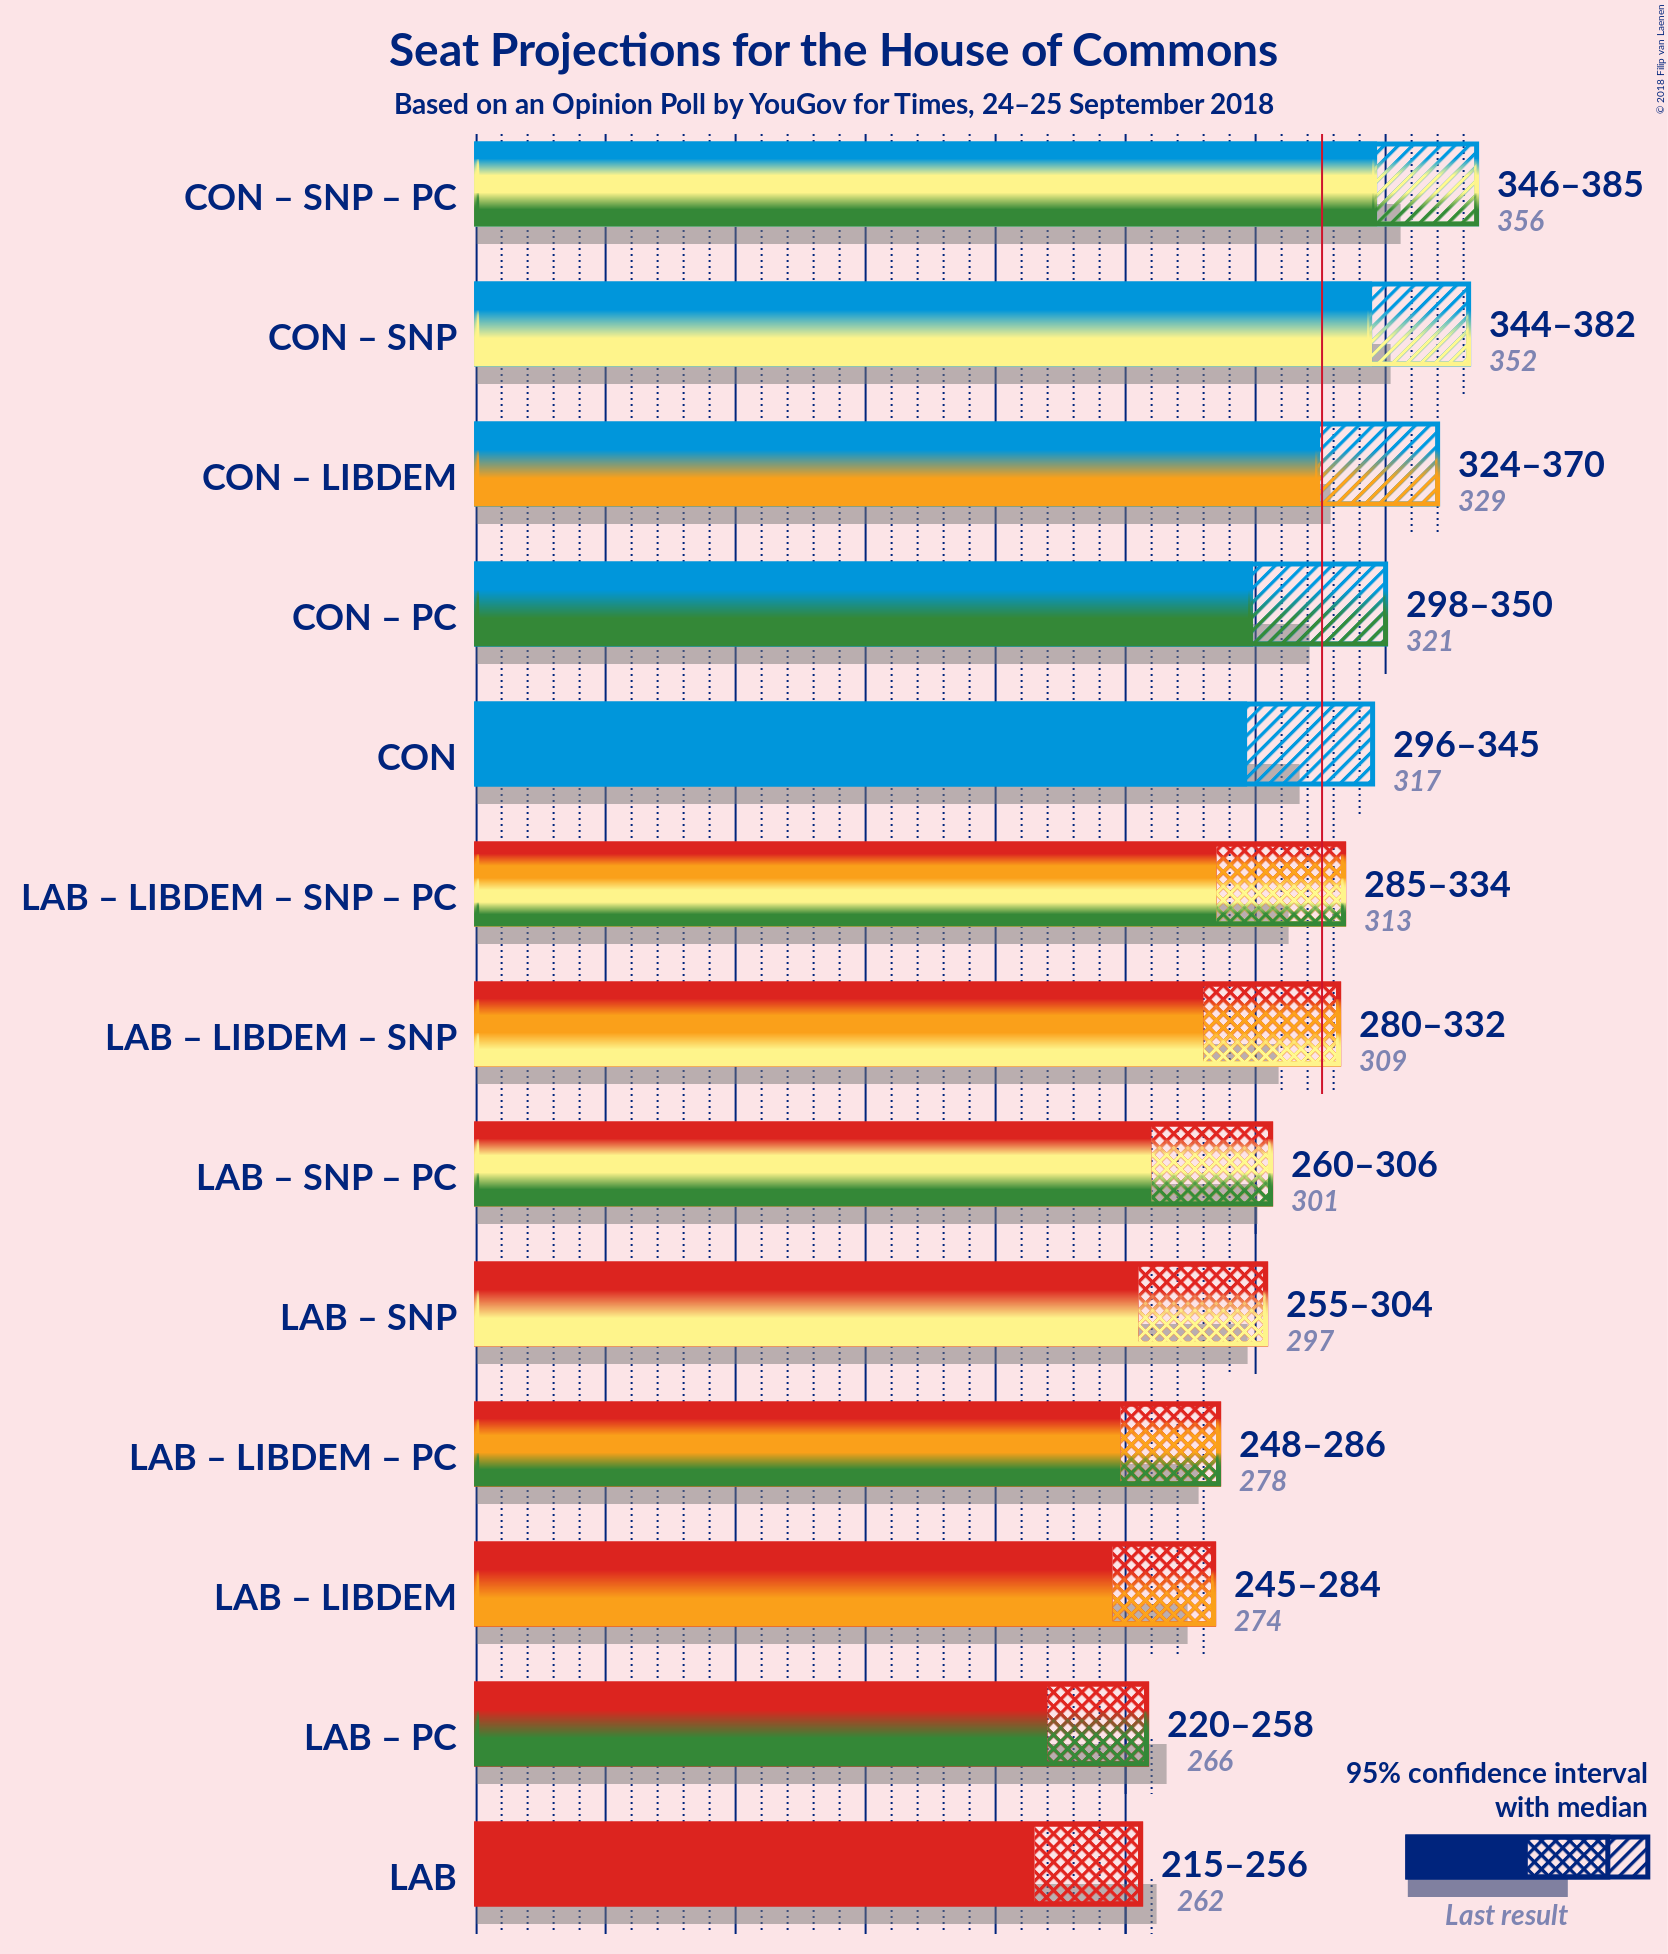 Seat Projections for the House of Commons
Based on an Opinion Poll by YouGov for Times, 24–25 September 2018
© 2018 Filip van Laenen
CON – SNP – PC
346–385
356
CON – SNP
344–382
352
CON – LIBDEM
324–370
329
CON – PC
298–350
321
CON
296–345
317
LAB – LIBDEM – SNP – PC
285–334
313
LAB – LIBDEM – SNP
280–332
309
LAB – SNP – PC
260–306
301
LAB – SNP
255–304
297
LAB – LIBDEM – PC
248–286
278
LAB – LIBDEM
245–284
274
LAB – PC
220–258
266
LAB
215–256
262
95% confidence interval
with median
Last result